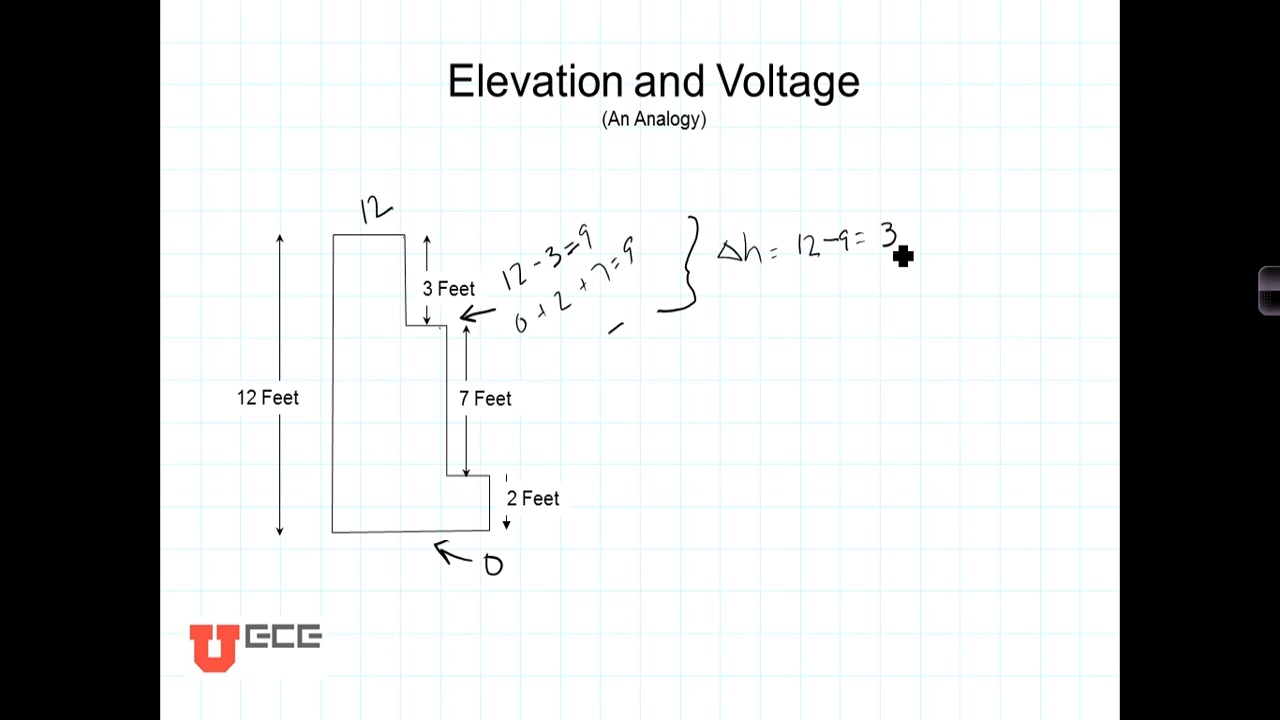 Elevation and Voltage
(An Analogy)
12
12 - 3 = 9
0 + 2 + 7 = 9
Δh = 12 - 9 = 3
3 Feet
12 Feet
7 Feet
2 Feet
0
U ECE